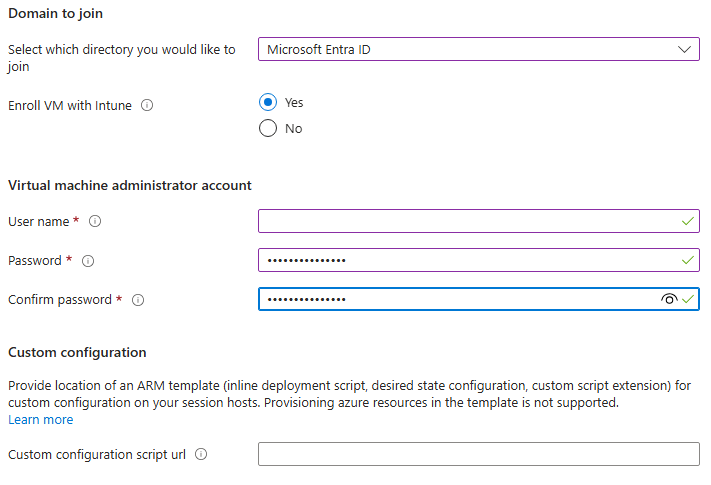 Domain to join
Select which directory you would like to
join
Microsoft Entra ID
Enroll VM with Intune
Yes
No
Virtual machine administrator account
User name *
Password *
•••••••••••••••
Confirm password *
•••••••••••••••
Custom configuration
Provide location of an ARM template (inline deployment script, desired state configuration, custom script extension) for
custom configuration on your session hosts. Provisioning azure resources in the template is not supported.
Learn more
Custom configuration script url